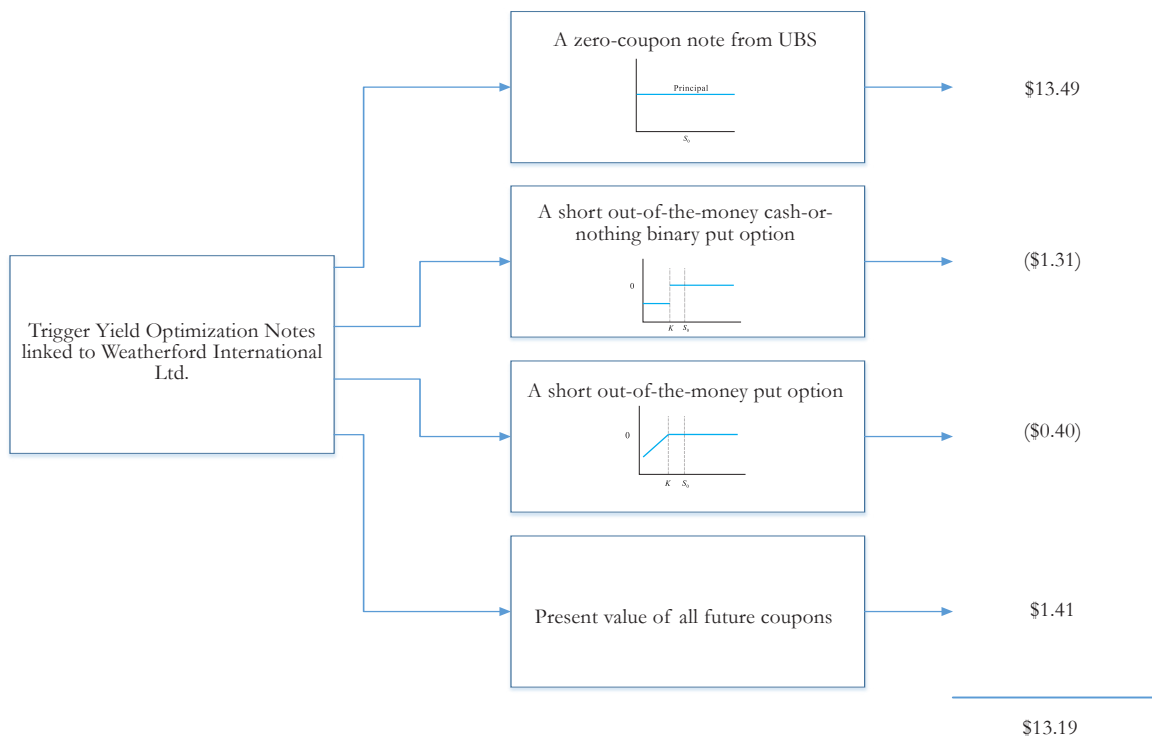 A zero-coupon note from UBS
Principal
S0
$13.49
A short out-of-the-money cash-or-
nothing binary put option
0
K S0
($1.31)
Trigger Yield Optimization Notes
linked to Weatherford International
Ltd.
A short out-of-the-money put option
0
K S0
($0.40)
Present value of all future coupons
$1.41
$13.19